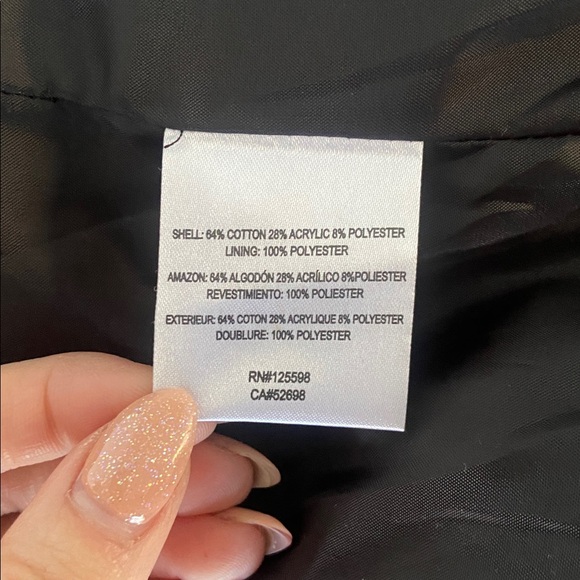 SHELL: 64% COTTON 28% ACRYLIC 8% POLYESTER
LINING: 100% POLYESTER
AMAZON: 64% ALGODÓN 28% ACRÍLICO 8%POLIESTER
REVESTIMIENTO: 100% POLIESTER
EXTERIEUR: 64% COTON 28% ACRYLIQUE 8% POLYESTER
DOUBLURE: 100% POLYESTER
RN#125598
CA#52698